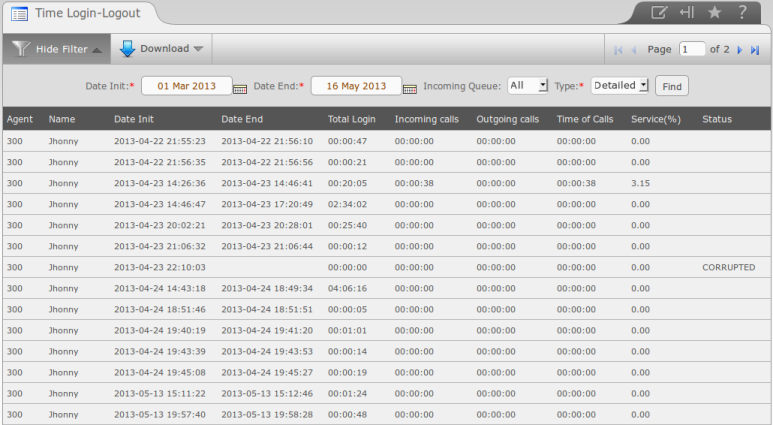 Time Login-Logout ?
Hide Filter Download Page 1 of 2
Date Init:* 01 Mar 2013 Date End:* 16 May 2013 Incoming Queue: All Type:* Detailed Find
Agent Name Date Init Date End Total Login Incoming calls Outgoing calls Time of Calls Service(%) Status
300 Jhonny 2013-04-22 21:55:23 2013-04-22 21:56:10 00:00:47 00:00:00 00:00:00 00:00:00 0.00
300 Jhonny 2013-04-22 21:56:35 2013-04-22 21:56:56 00:00:21 00:00:00 00:00:00 00:00:00 0.00
300 Jhonny 2013-04-23 14:26:36 2013-04-23 14:46:41 00:20:05 00:00:38 00:00:00 00:00:38 3.15
300 Jhonny 2013-04-23 14:46:47 2013-04-23 17:20:49 02:34:02 00:00:00 00:00:00 00:00:00 0.00
300 Jhonny 2013-04-23 20:02:21 2013-04-23 20:28:01 00:25:40 00:00:00 00:00:00 00:00:00 0.00
300 Jhonny 2013-04-23 21:06:32 2013-04-23 21:06:44 00:00:12 00:00:00 00:00:00 00:00:00 0.00
300 Jhonny 2013-04-23 22:10:03 00:00:00 00:00:00 00:00:00 00:00:00 0.00 CORRUPTED
300 Jhonny 2013-04-24 14:43:18 2013-04-24 18:49:34 04:06:16 00:00:00 00:00:00 00:00:00 0.00
300 Jhonny 2013-04-24 18:51:46 2013-04-24 18:51:51 00:00:05 00:00:00 00:00:00 00:00:00 0.00
300 Jhonny 2013-04-24 19:40:19 2013-04-24 19:41:20 00:01:01 00:00:00 00:00:00 00:00:00 0.00
300 Jhonny 2013-04-24 19:43:39 2013-04-24 19:43:53 00:00:14 00:00:00 00:00:00 00:00:00 0.00
300 Jhonny 2013-04-24 19:45:08 2013-04-24 19:45:27 00:00:19 00:00:00 00:00:00 00:00:00 0.00
300 Jhonny 2013-05-13 15:11:22 2013-05-13 15:12:46 00:01:24 00:00:00 00:00:00 00:00:00 0.00
300 Jhonny 2013-05-13 19:57:40 2013-05-13 19:58:28 00:00:48 00:00:00 00:00:00 00:00:00 0.00